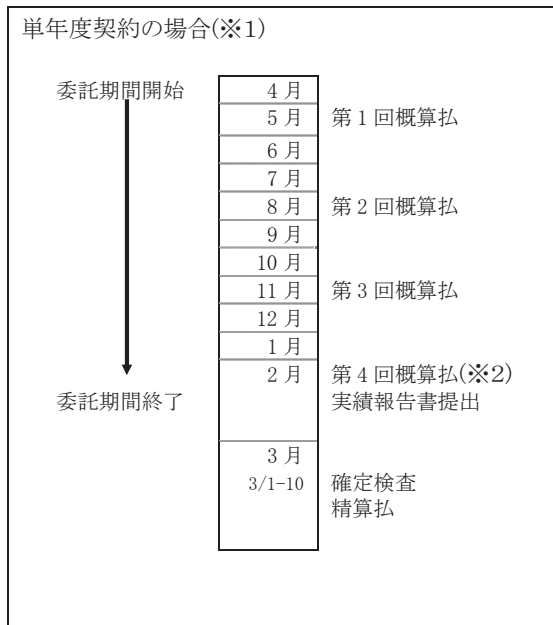 単年度契約の場合(※1)
委託期間開始 4月
5月 第1回概算払
6月
7月
8月 第2回概算払
9月
10月
11月 第3回概算払
12月
1月
2月 第4回概算払(※2)
委託期間終了 実績報告書提出
3月
3/1-10 確定検査
精算払